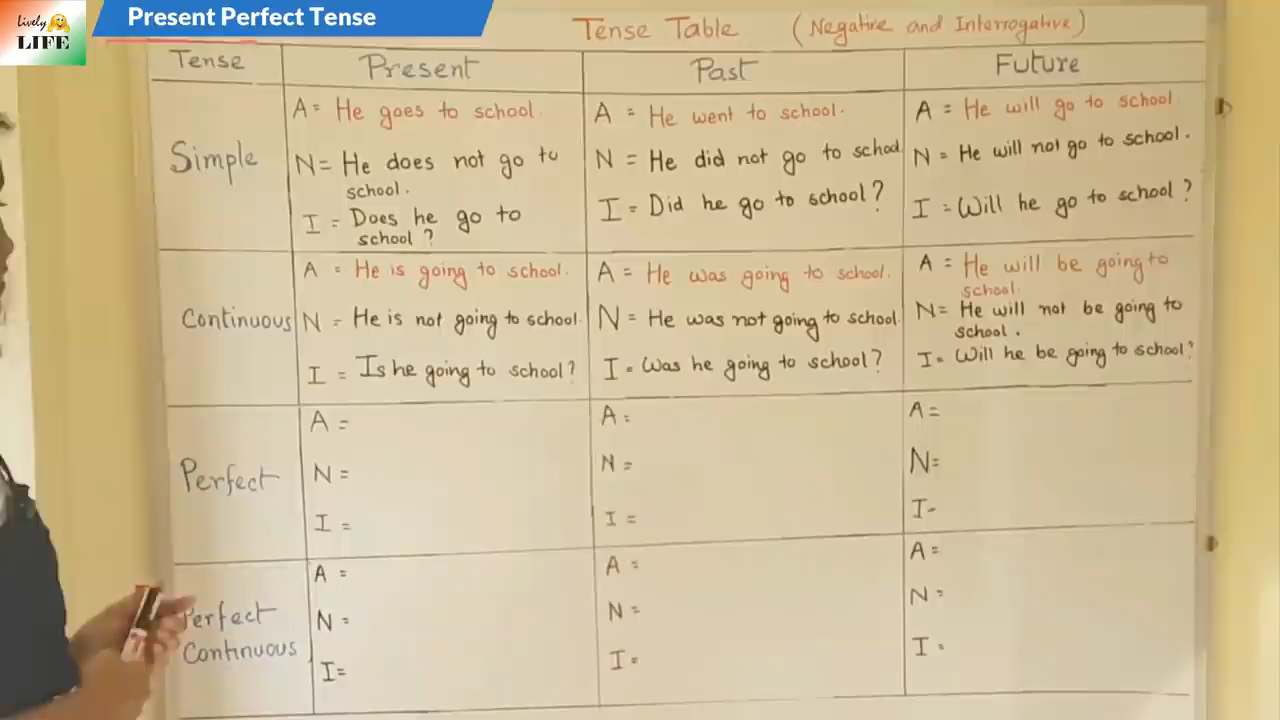 Lively
LIFE
Present Perfect Tense
Tense Table (Negative and Interrogative)
Tense Present Past Future
Simple
A = He goes to school.
N = He does not go to
school.
I = Does he go to
school?
A = He went to school.
N = He did not go to school
I = Did he go to school?
A = He will go to school
N = He will not go to school.
I = Will he go to school?
Continuous
A = He is going to school.
N = He is not going to school.
I = Is he going to school?
A = He was going to school.
N = He was not going to school.
I = Was he going to school?
A = He will be going to
school.
N = He will not be going to
school.
I = Will he be going to school?
Perfect
A =
N =
I =
A =
N =
I =
A =
N =
I =
Perfect
Continuous
A =
N =
I =
A =
N =
I =
A =
N =
I =